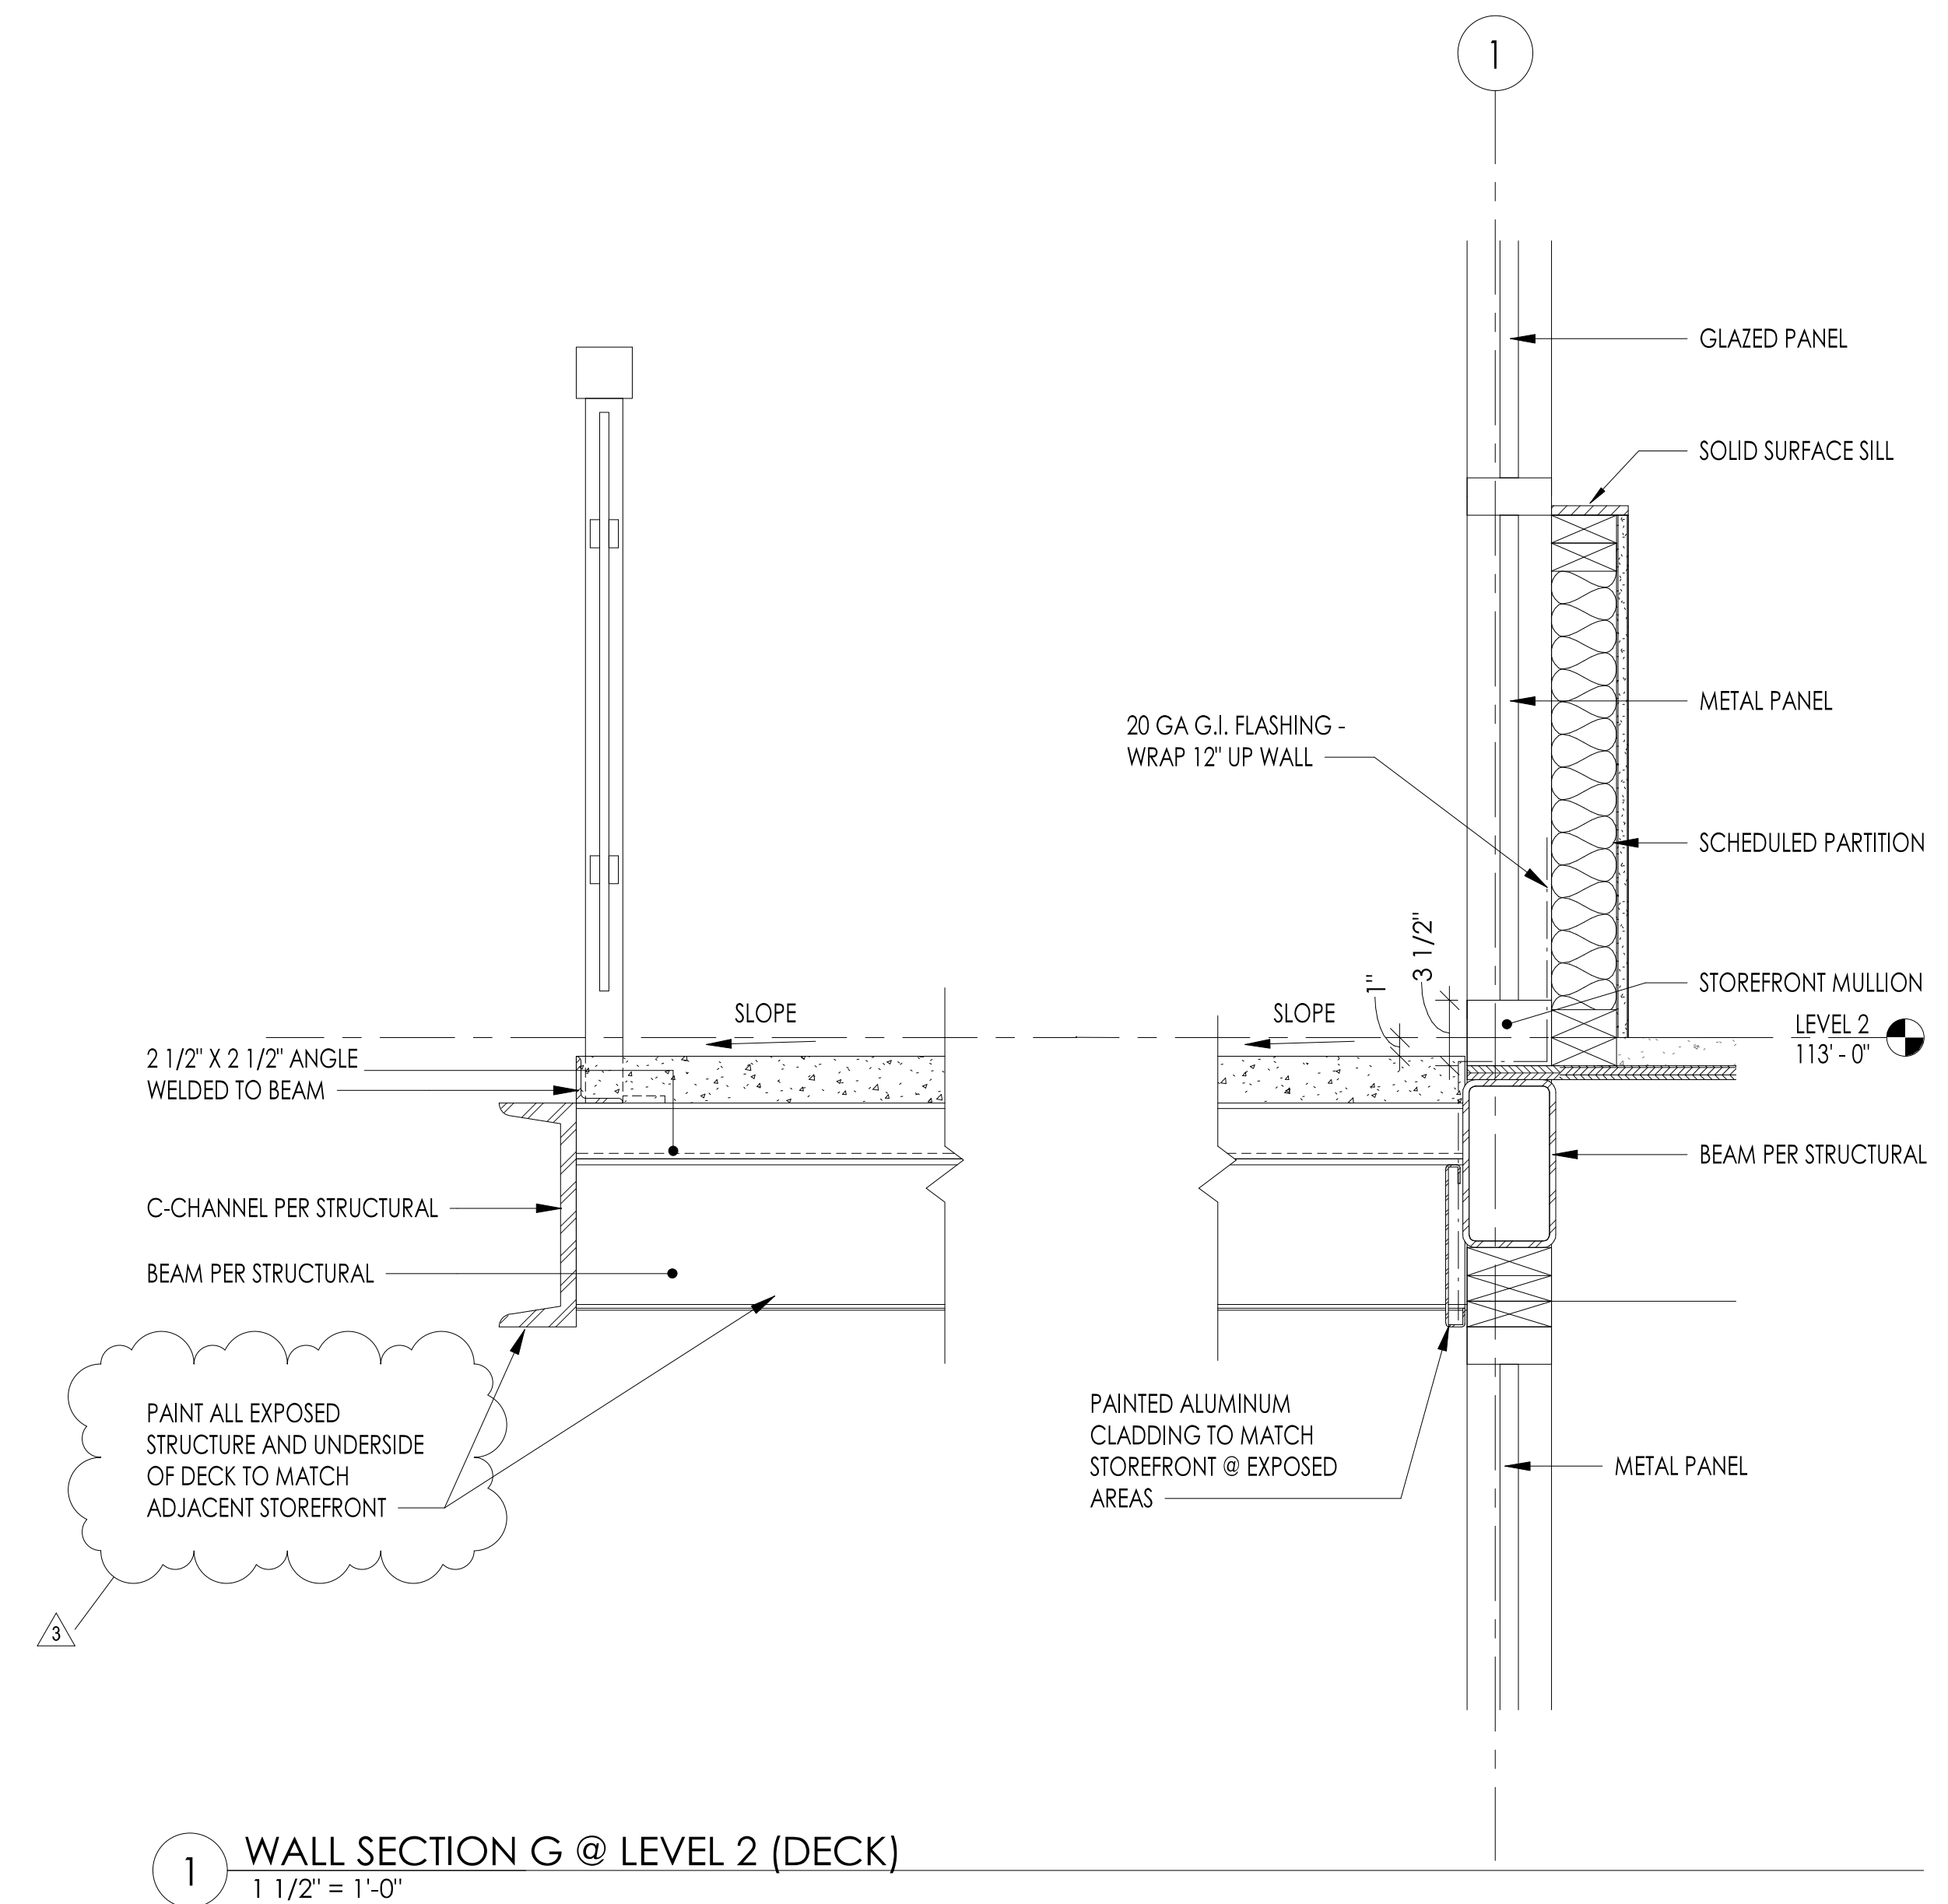 1
GLAZED PANEL
SOLID SURFACE SILL
METAL PANEL
20 GA G.I. FLASHING -
WRAP 12" UP WALL
SCHEDULED PARTITION
3 1/2"
1"
STOREFRONT MULLION
SLOPE
SLOPE
LEVEL 2
113' - 0"
2 1/2" X 2 1/2" ANGLE
WELDED TO BEAM
BEAM PER STRUCTURAL
C-CHANNEL PER STRUCTURAL
BEAM PER STRUCTURAL
PAINT ALL EXPOSED
STRUCTURE AND UNDERSIDE
OF DECK TO MATCH
ADJACENT STOREFRONT
PAINTED ALUMINUM
CLADDING TO MATCH
STOREFRONT @ EXPOSED
AREAS
METAL PANEL
3
1
WALL SECTION G @ LEVEL 2 (DECK)
1 1/2" = 1'-0"